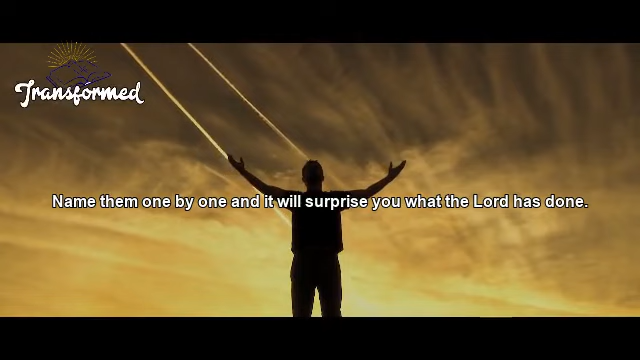 Transformed
Name them one by one and it will surprise you what the Lord has done.